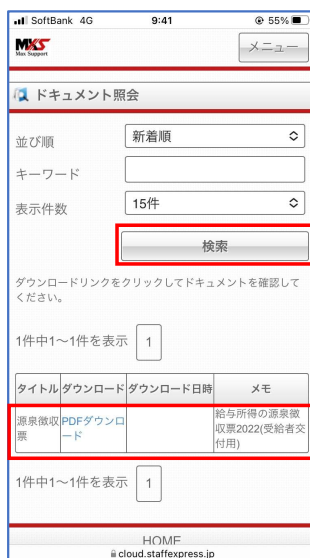 SoftBank 4G 9:41 55%
MXS
Max Support
メニュー
ドキュメント照会
並び順 新着順
キーワード
表示件数 15件
検索
ダウンロードリンクをクリックしてドキュメントを確認して
ください。
1件中1~1件を表示 1
タイトル ダウンロード ダウンロード日時 メモ
源泉徴収 PDFダウンロ 給与所得の源泉徴
票 ード 収票2022(受給者交
付用)
1件中1~1件を表示 1
HOME
cloud.staffexpress.jp